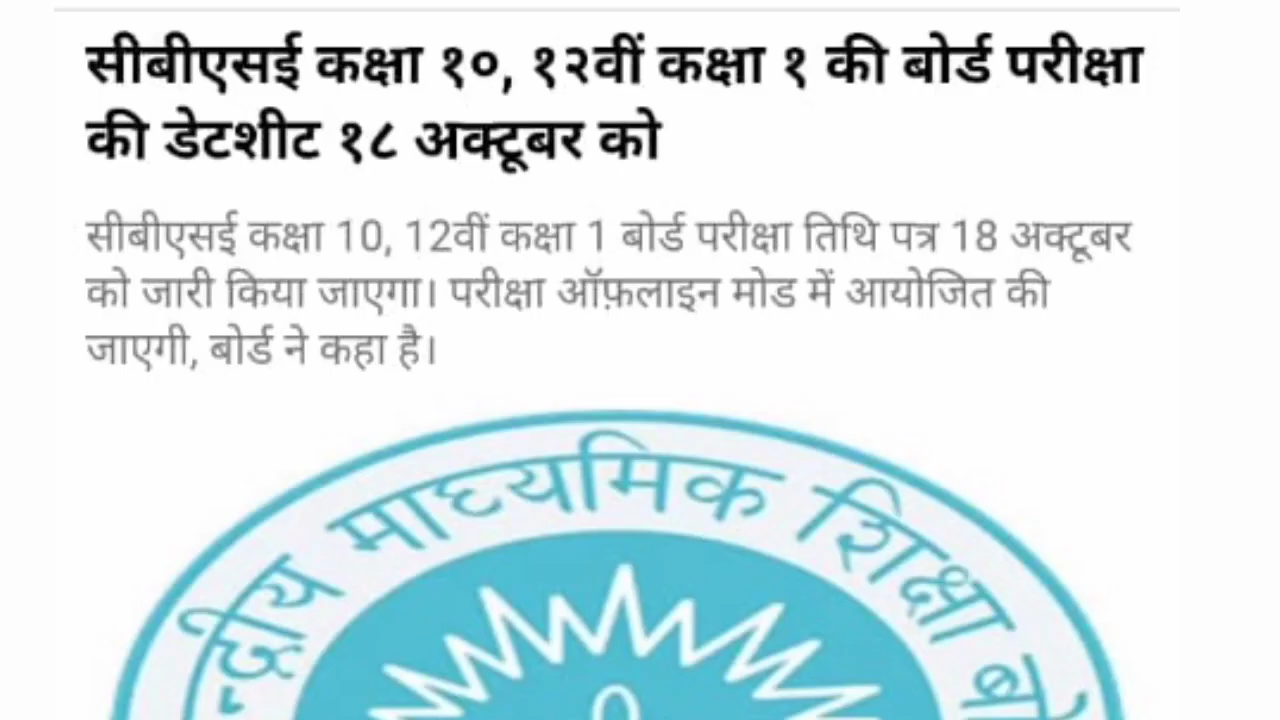 सीबीएसई कक्षा १०, १२वीं कक्षा १ की बोर्ड परीक्षा
की डेटशीट १८ अक्टूबर को
सीबीएसई कक्षा 10, 12वीं कक्षा 1 बोर्ड परीक्षा तिथि पत्र 18 अक्टूबर
को जारी किया जाएगा। परीक्षा ऑफ़लाइन मोड में आयोजित की
जाएगी, बोर्ड ने कहा है।
माध्यमिक शिक्षा